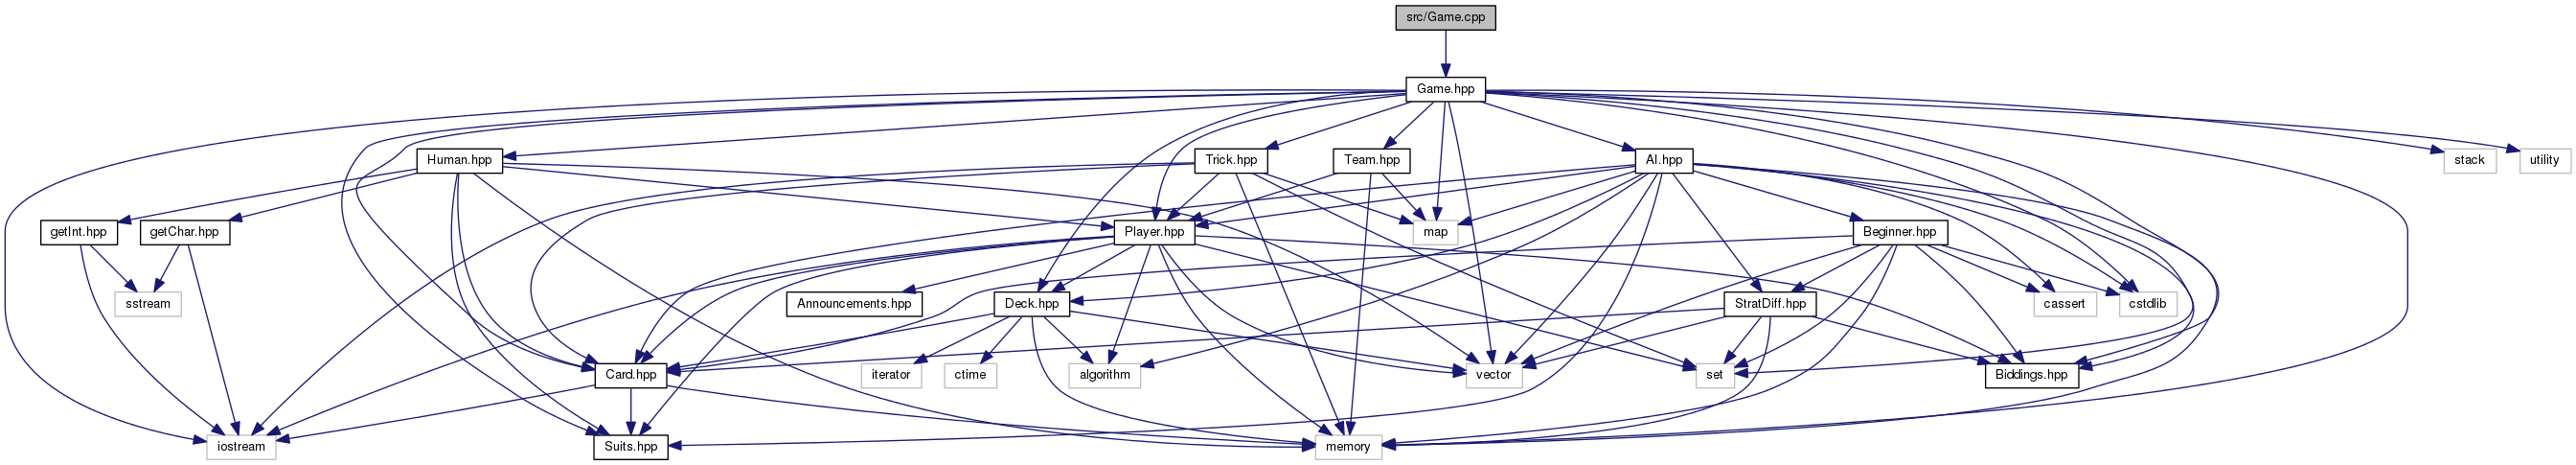 src/Game.cpp
Game.hpp
Human.hpp
Trick.hpp
Team.hpp
AI.hpp
stack
utility
getInt.hpp
getChar.hpp
Player.hpp
map
Beginner.hpp
sstream
Announcements.hpp
Deck.hpp
StratDiff.hpp
cassert
cstdlib
Card.hpp
iterator
ctime
algorithm
vector
set
Biddings.hpp
iostream
Suits.hpp
memory